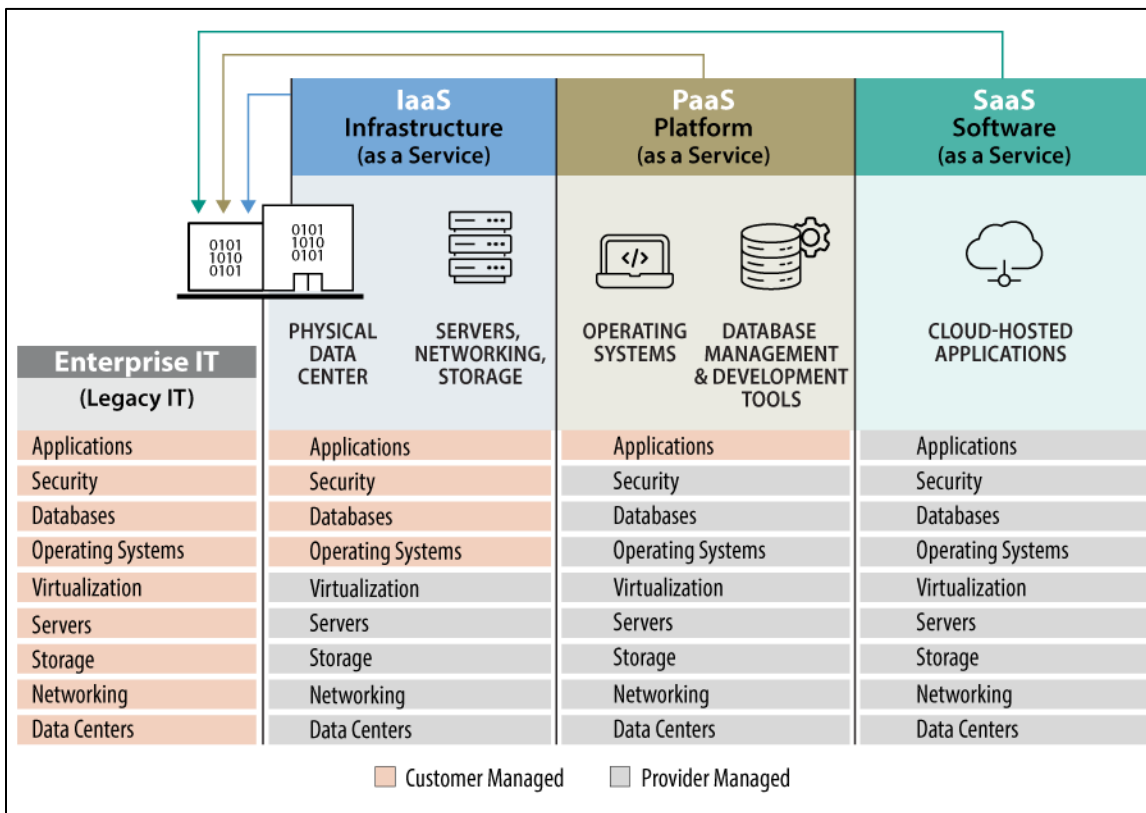 IaaS
Infrastructure
(as a Service)
PaaS
Platform
(as a Service)
SaaS
Software
(as a Service)
0101
1010
0101
0101
1010
0101
</>
PHYSICAL
DATA
CENTER
SERVERS,
NETWORKING,
STORAGE
OPERATING
SYSTEMS
DATABASE
MANAGEMENT
& DEVELOPMENT
TOOLS
CLOUD-HOSTED
APPLICATIONS
Enterprise IT
(Legacy IT)
Applications Applications Applications Applications
Security Security Security Security
Databases Databases Databases Databases
Operating Systems Operating Systems Operating Systems Operating Systems
Virtualization Virtualization Virtualization Virtualization
Servers Servers Servers Servers
Storage Storage Storage Storage
Networking Networking Networking Networking
Data Centers Data Centers Data Centers Data Centers
Customer Managed Provider Managed